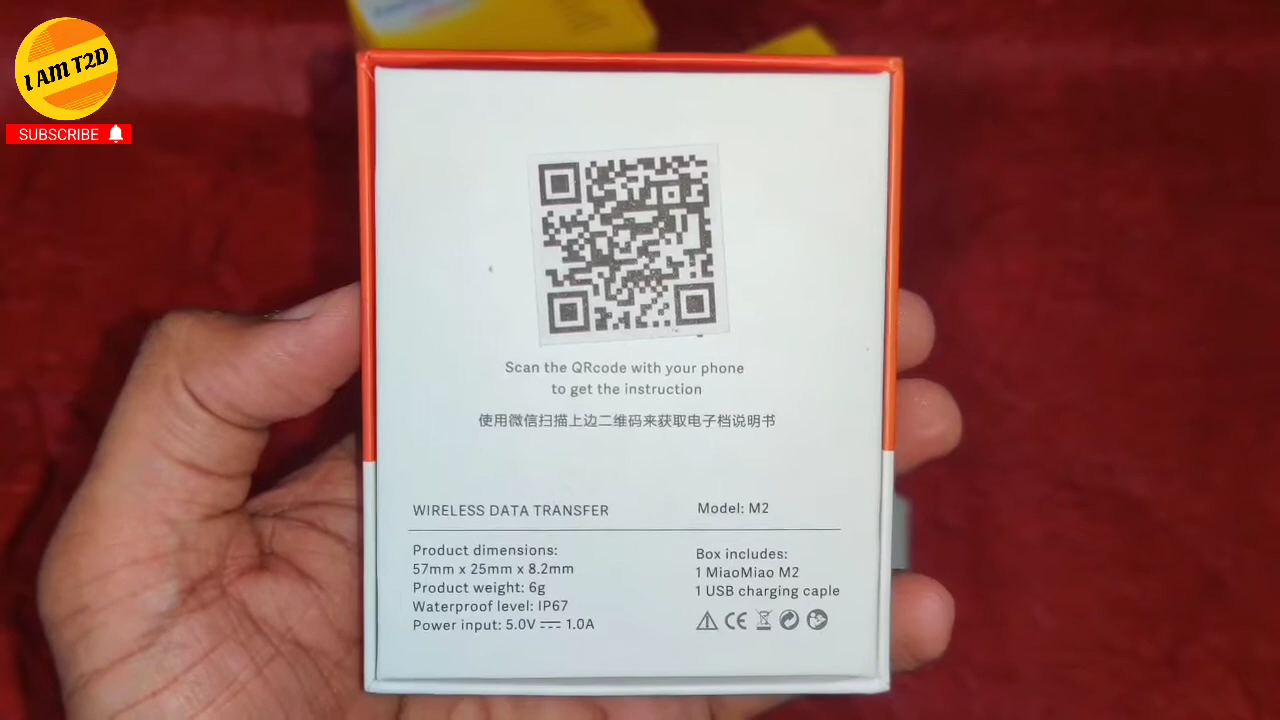 I AM T2D
SUBSCRIBE
Scan the QRcode with your phone
to get the instruction
使用微信扫描上边二维码来获取电子档说明书
WIRELESS DATA TRANSFER
Model: M2
Product dimensions:
57mm x 25mm x 8.2mm
Product weight: 6g
Waterproof level: IP67
Power input: 5.0V ⎓ 1.0A
Box includes:
1 MiaoMiao M2
1 USB charging caple
CE